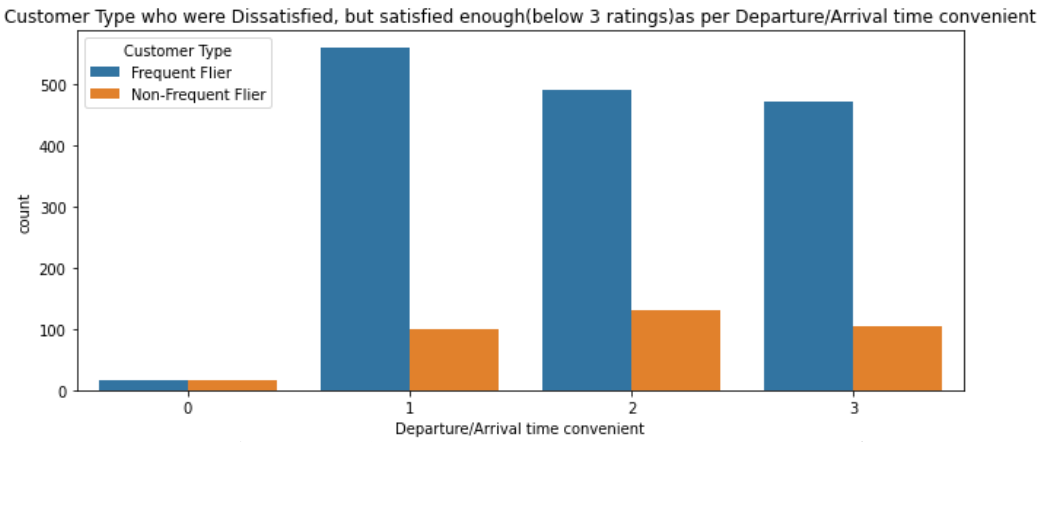 Customer Type who were Dissatisfied, but satisfied enough(below 3 ratings)as per Departure/Arrival time convenient
Customer Type
Frequent Flier
Non-Frequent Flier
500
400
300
200
100
0
count
0 1 2 3
Departure/Arrival time convenient